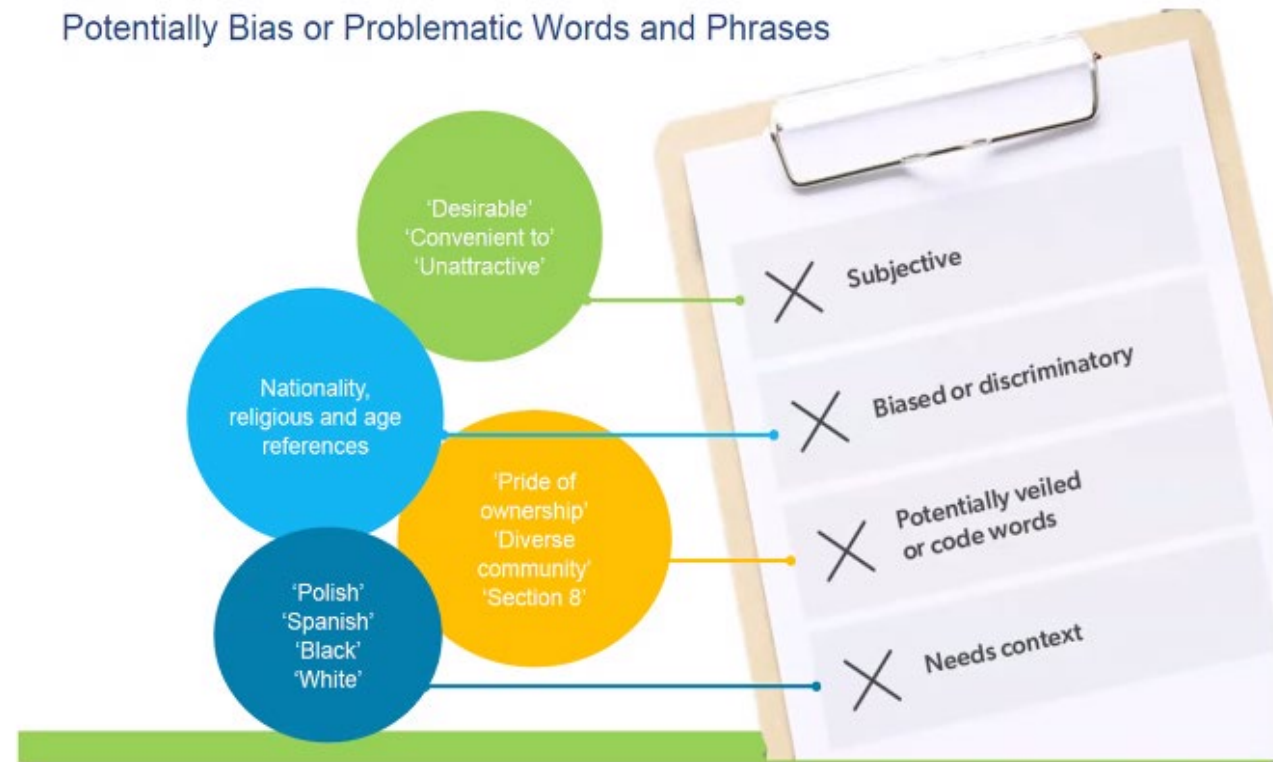 Potentially Bias or Problematic Words and Phrases
‘Desirable’
‘Convenient to’
‘Unattractive’
Subjective
Nationality,
religious and age
references
Biased or discriminatory
‘Pride of
ownership’
‘Diverse
community’
‘Section 8’
Potentially veiled
or code words
‘Polish’
‘Spanish’
‘Black’
‘White’
Needs context